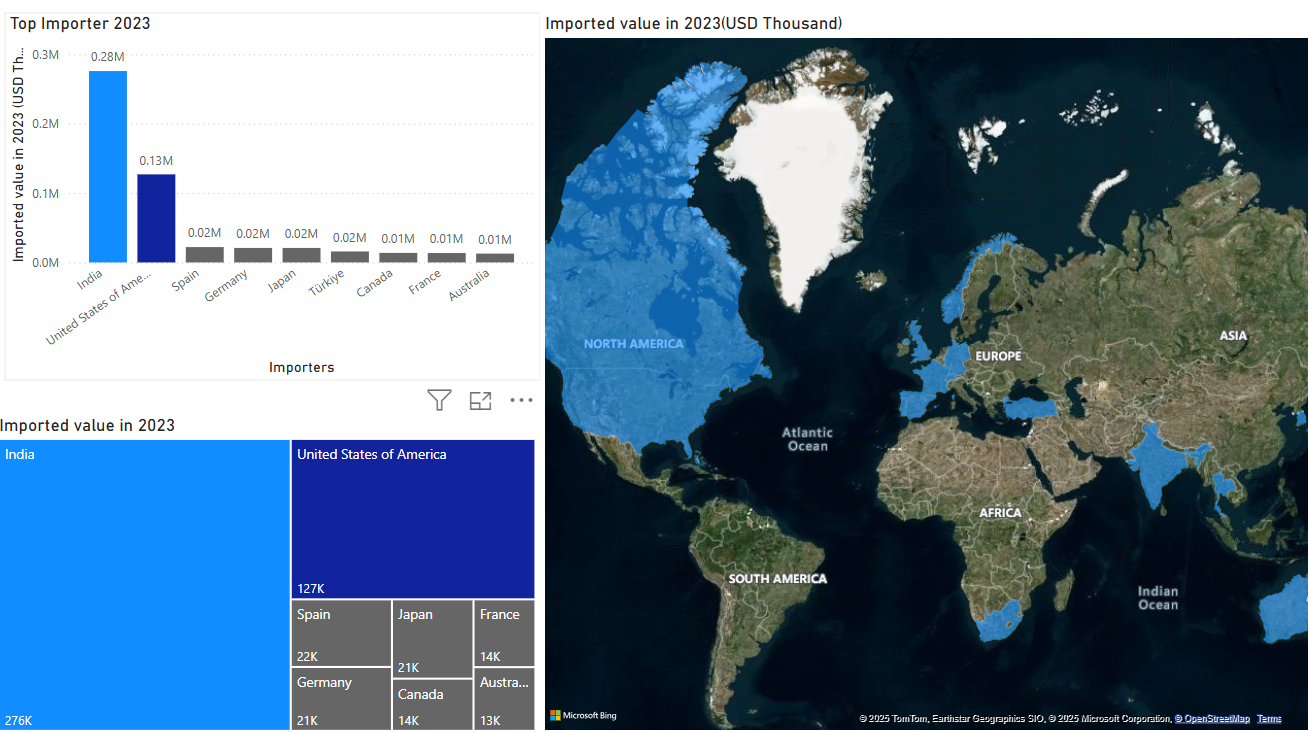 Top Importer 2023
Imported value in 2023 (USD Th...
0.3M
0.2M
0.1M
0.0M
0.28M
0.13M
0.02M
0.02M
0.02M
0.02M
0.01M
0.01M
0.01M
India
United States of Ame...
Spain
Germany
Japan
Türkiye
Canada
France
Australia
Importers
Imported value in 2023
India
276K
United States of America
127K
Spain
22K
Germany
21K
Japan
21K
Canada
14K
France
14K
Austra...
13K
Imported value in 2023(USD Thousand)
NORTH AMERICA
EUROPE
ASIA
Atlantic
Ocean
AFRICA
SOUTH AMERICA
Indian
Ocean
Microsoft Bing
© 2025 TomTom, Earthstar Geographics SIO, © 2025 Microsoft Corporation, © OpenStreetMap Terms